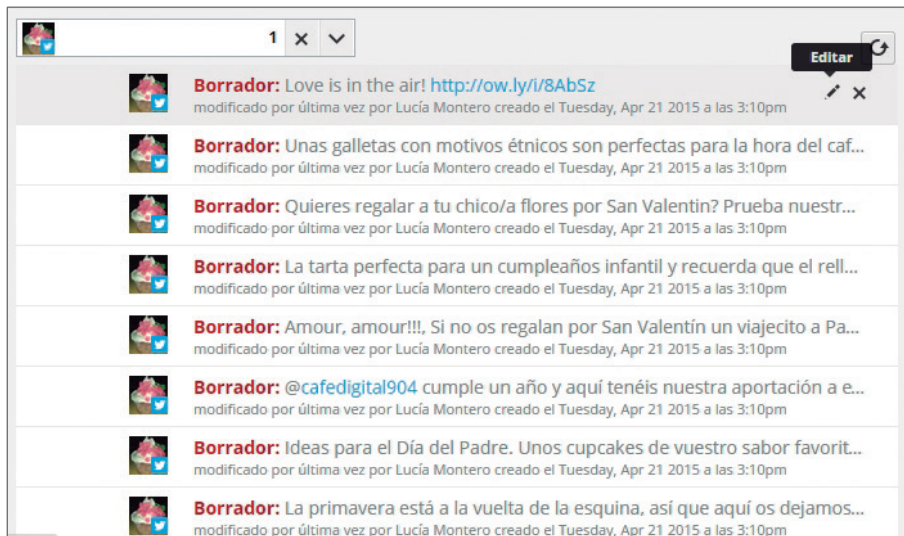 1
Editar
Borrador: Love is in the air! http://ow.ly/i/8AbSz
modificado por última vez por Lucía Montero creado el Tuesday, Apr 21 2015 a las 3:10pm
Borrador: Unas galletas con motivos étnicos son perfectas para la hora del caf...
modificado por última vez por Lucía Montero creado el Tuesday, Apr 21 2015 a las 3:10pm
Borrador: Quieres regalar a tu chico/a flores por San Valentin? Prueba nuestr...
modificado por última vez por Lucía Montero creado el Tuesday, Apr 21 2015 a las 3:10pm
Borrador: La tarta perfecta para un cumpleaños infantil y recuerda que el rell...
modificado por última vez por Lucía Montero creado el Tuesday, Apr 21 2015 a las 3:10pm
Borrador: Amour, amour!!!, Si no os regalan por San Valentín un viajecito a Pa...
modificado por última vez por Lucía Montero creado el Tuesday, Apr 21 2015 a las 3:10pm
Borrador: @cafedigital904 cumple un año y aquí tenéis nuestra aportación a e...
modificado por última vez por Lucía Montero creado el Tuesday, Apr 21 2015 a las 3:10pm
Borrador: Ideas para el Día del Padre. Unos cupcakes de vuestro sabor favorit...
modificado por última vez por Lucía Montero creado el Tuesday, Apr 21 2015 a las 3:10pm
Borrador: La primavera está a la vuelta de la esquina, así que aquí os dejamos...
modificado por última vez por Lucía Montero creado el Tuesday, Apr 21 2015 a las 3:10pm